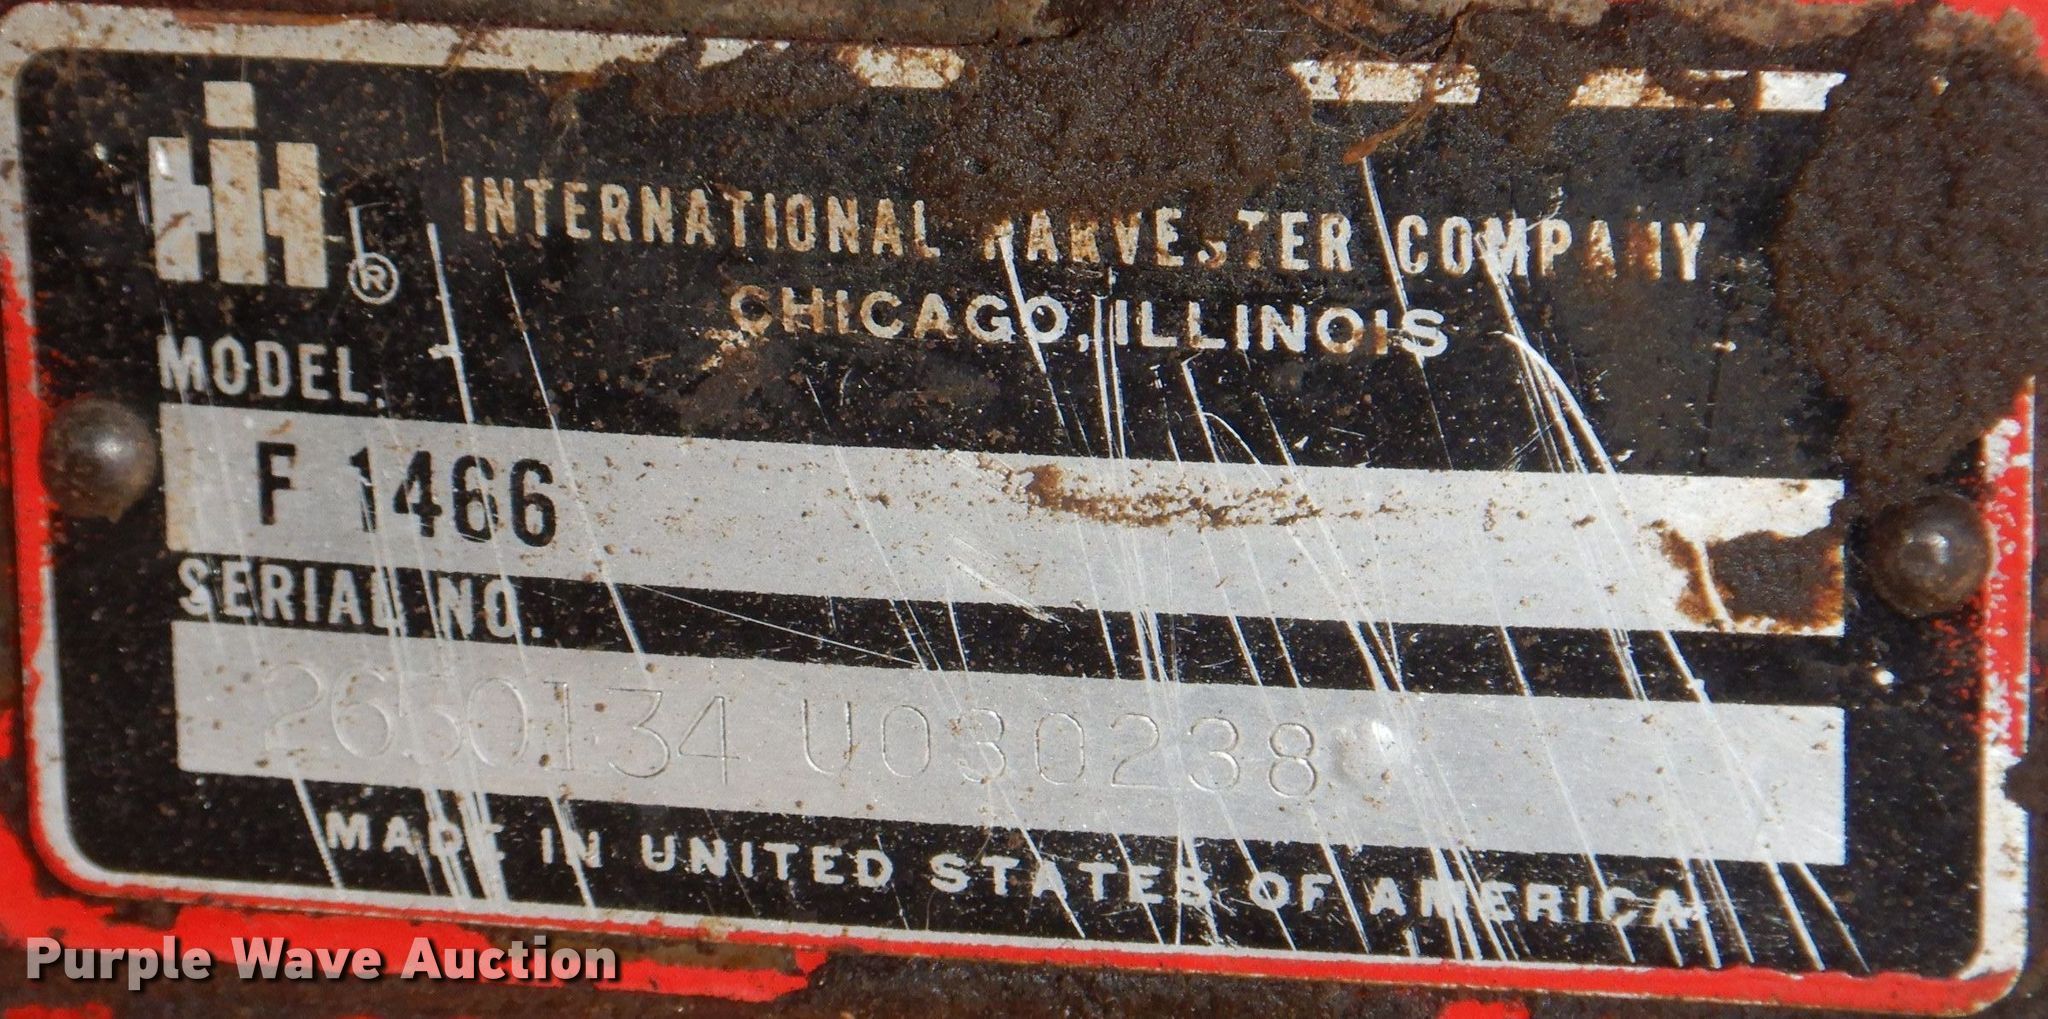 IH ®
INTERNATIONAL HARVESTER COMPANY
CHICAGO, ILLINOIS
MODEL
F 1466
SERIAL NO.
2650134 U030238
MADE IN UNITED STATES OF AMERICA
Purple Wave Auction